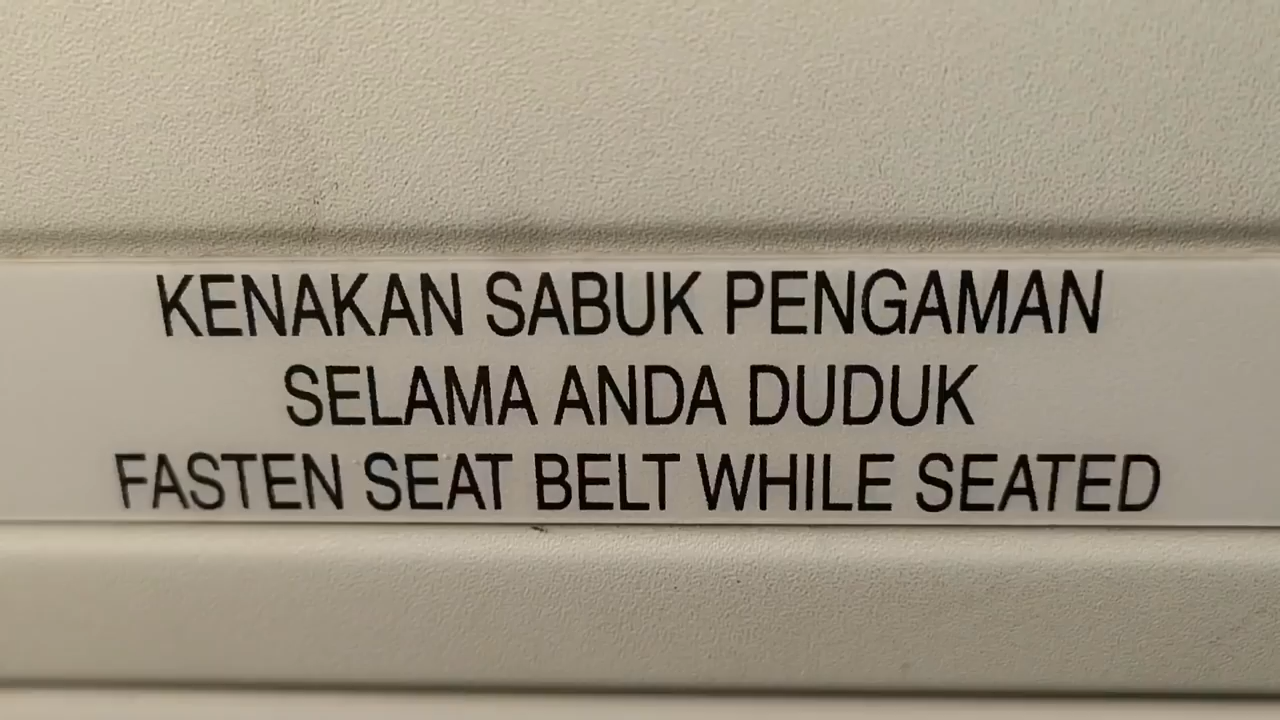 KENAKAN SABUK PENGAMAN
SELAMA ANDA DUDUK
FASTEN SEAT BELT WHILE SEATED